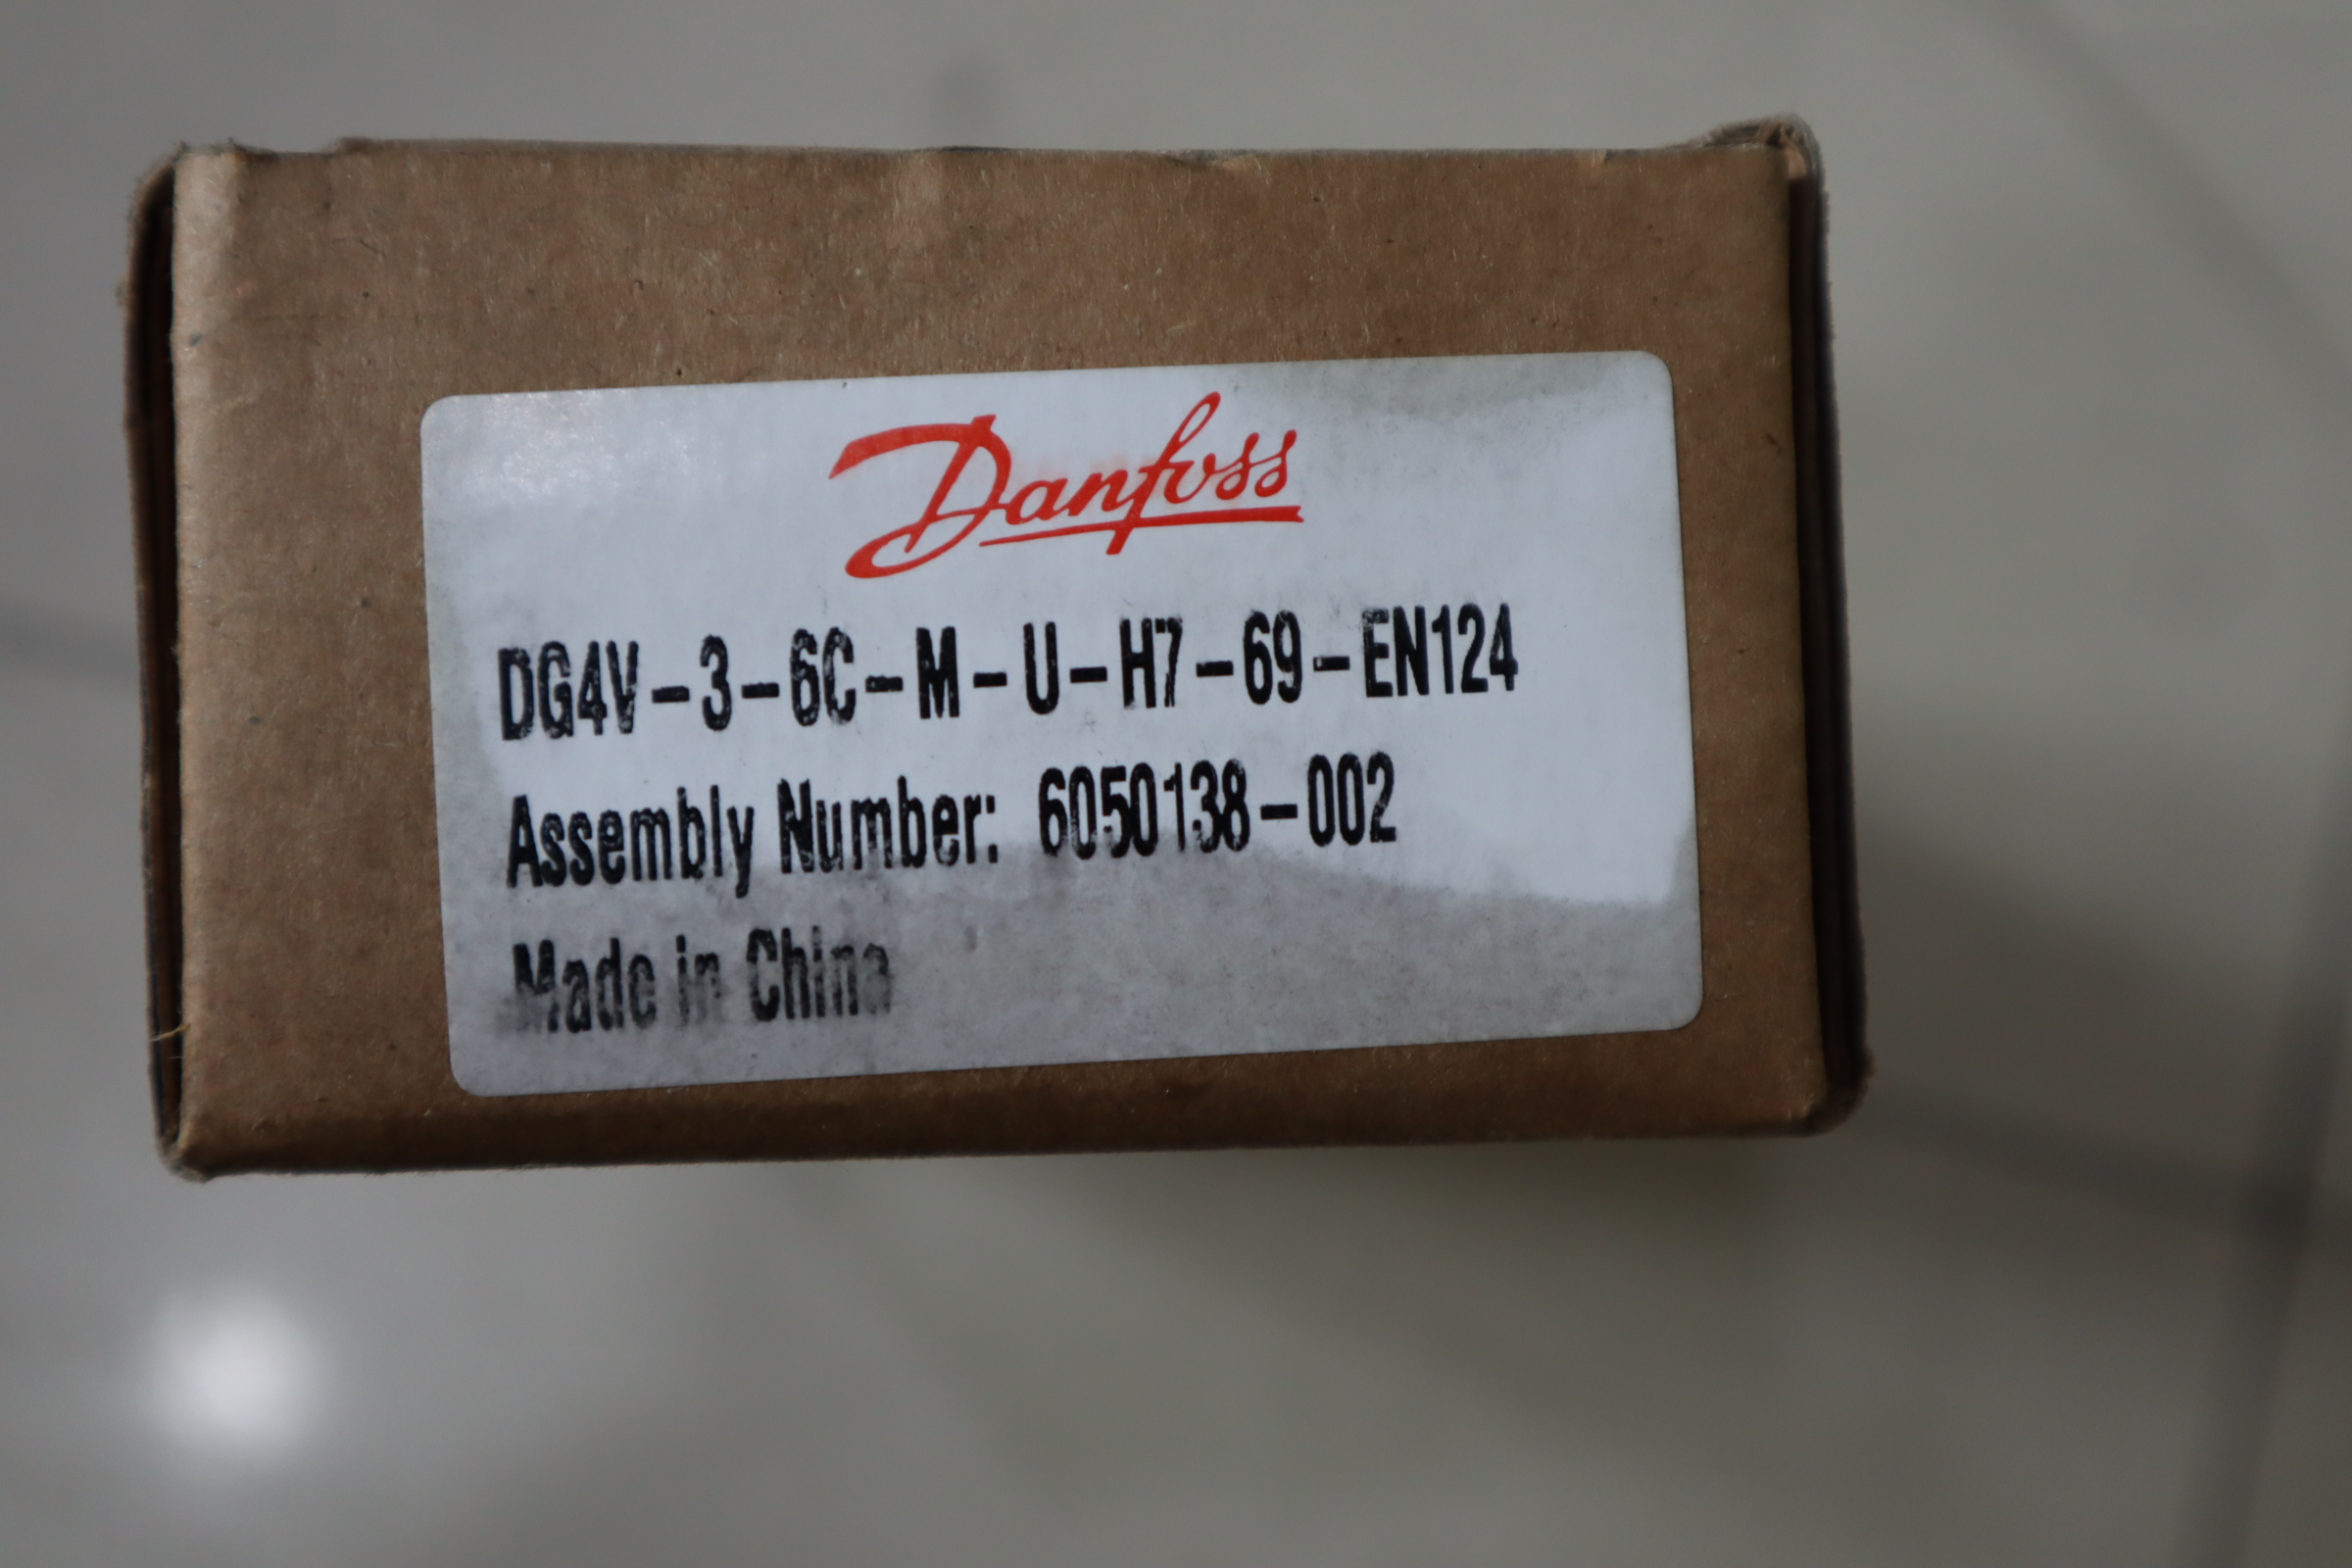 Danfoss
DG4V-3-6C-M-U-H7-69-EN124
Assembly Number: 6050138-002
Made in China